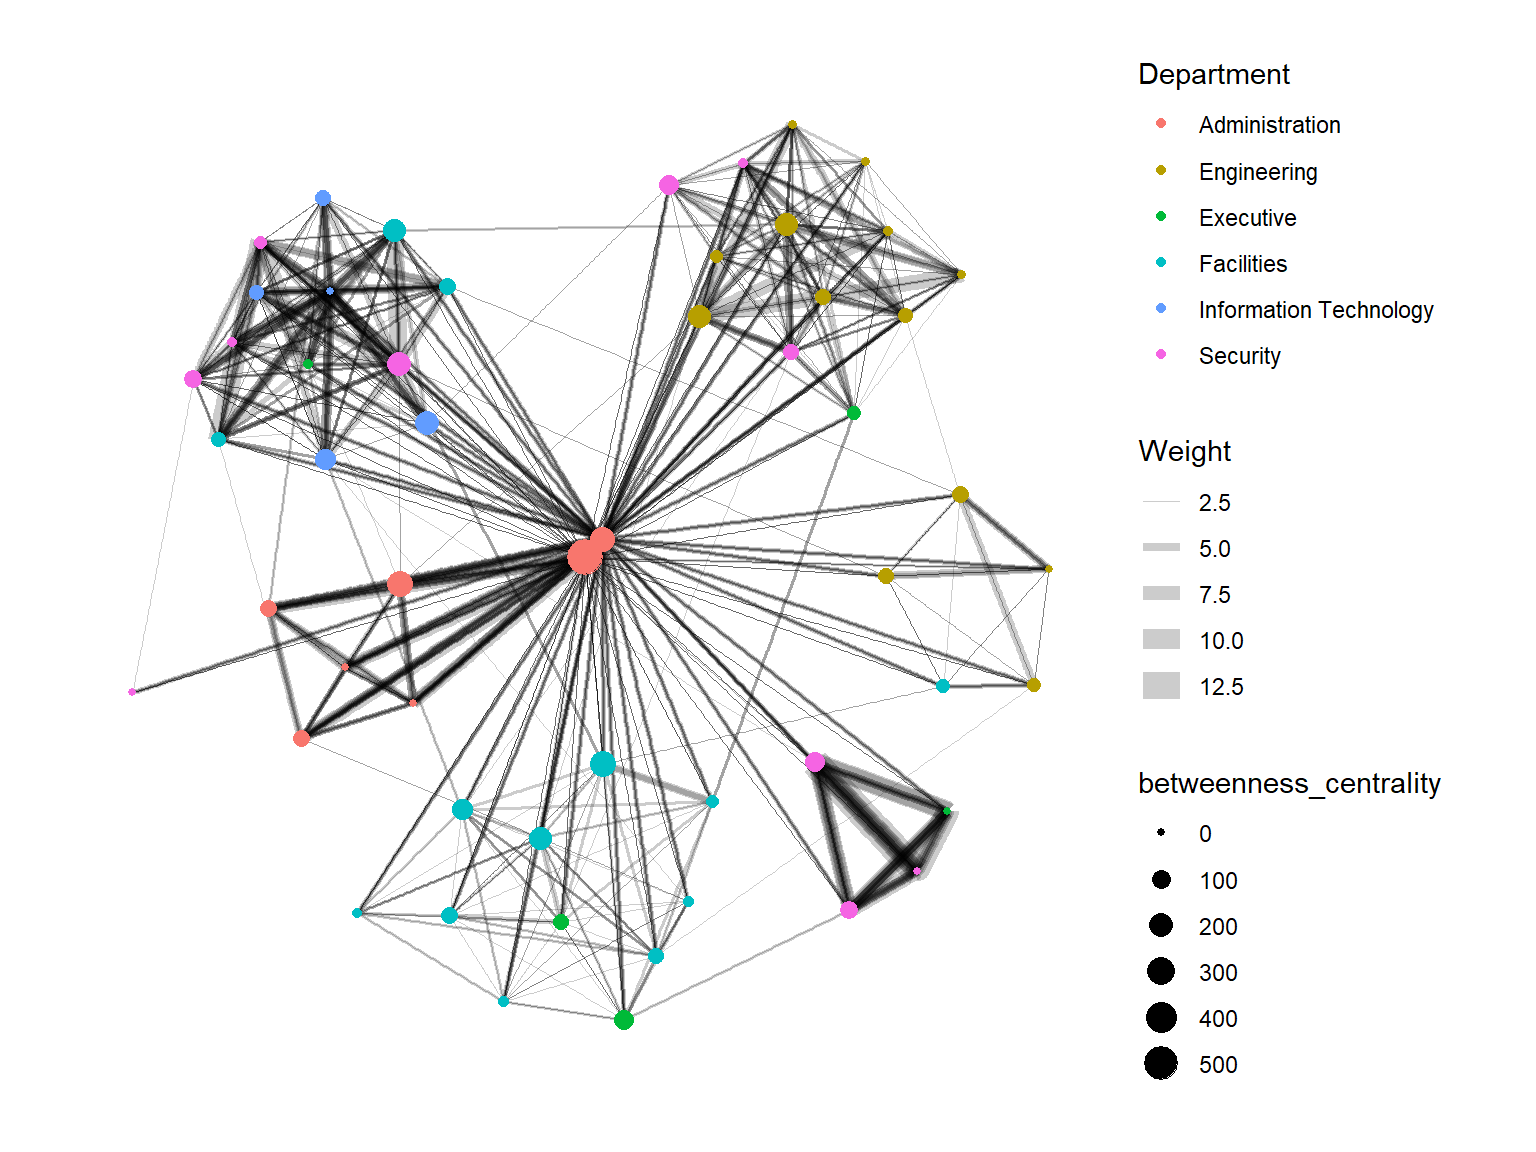 Department
Administration
Engineering
Executive
Facilities
Information Technology
Security
Weight
2.5
5.0
7.5
10.0
12.5
betweenness_centrality
0
100
200
300
400
500